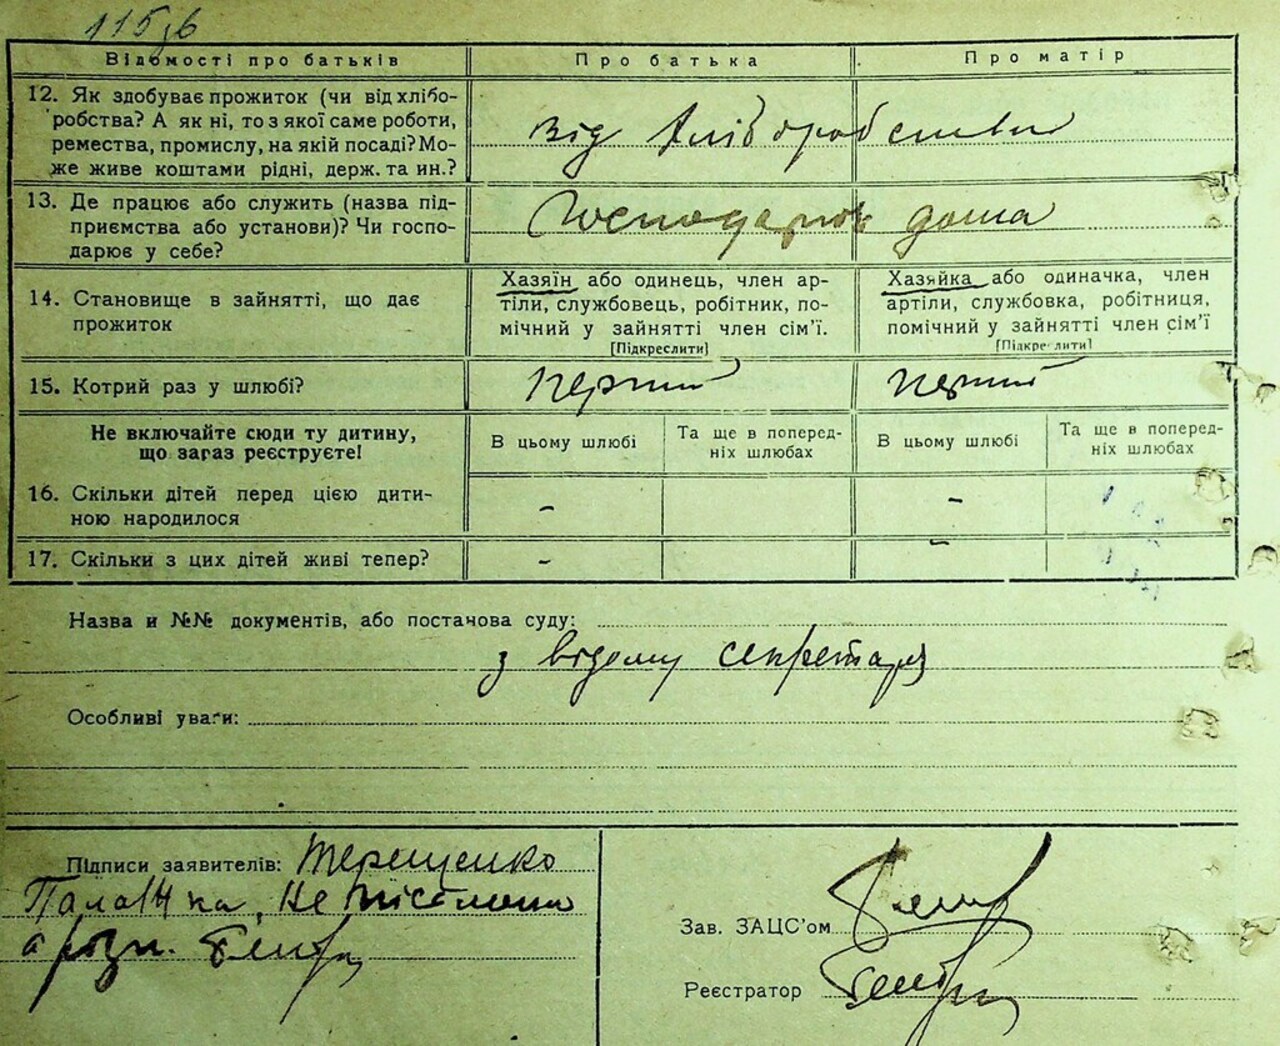 Відомості про батьків
Про батька
Про матір
12. Як здобуває прожиток (чи від хлібо-
робства? А як ні, то з якої саме роботи,
ремества, промислу, на якій посаді? Мо-
же живе коштами рідні, держ. та ин.?
від хліборобства
13. Де працює або служить (назва під-
приємства або установи)? Чи госпо-
дарює у себе?
дома
14. Становище в зайнятті, що дає
прожиток
Хазяїн або одинець, член ар-
тіли, службовець, робітник, по-
мічний у зайнятті член сім'ї.
[Підкреслити]
Хазяйка або одиначка, член
артіли, службовка, робітниця,
помічний у зайнятті член сім'ї
[Підкреслити]
15. Котрий раз у шлюбі?
перший
перший
Не включайте сюди ту дитину,
що зараз реєструєте!
В цьому шлюбі
Та ще в поперед-
ніх шлюбах
В цьому шлюбі
Та ще в поперед-
ніх шлюбах
16. Скільки дітей перед цією дити-
ною народилося
-
-
17. Скільки з цих дітей живі тепер?
-
-
Назва и №№ документів, або постанова суду:
з відому секретаря
Особливі уваги:
Підписи заявителів: Терещенко
Палажка, Не писемна
а розп.
Зав. ЗАЦС'ом
Реєстратор